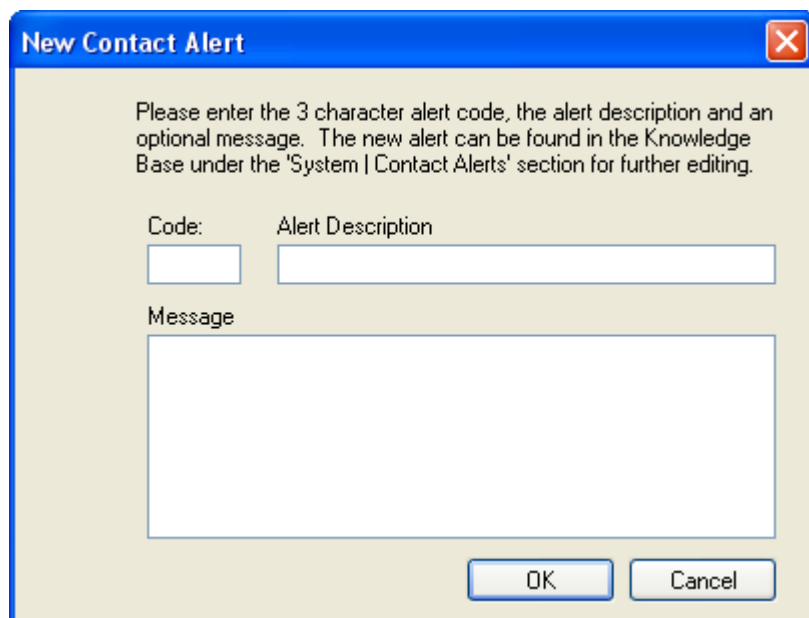 New Contact Alert
Please enter the 3 character alert code, the alert description and an
optional message.  The new alert can be found in the Knowledge
Base under the 'System | Contact Alerts' section for further editing.
Code: Alert Description
Message
OK Cancel